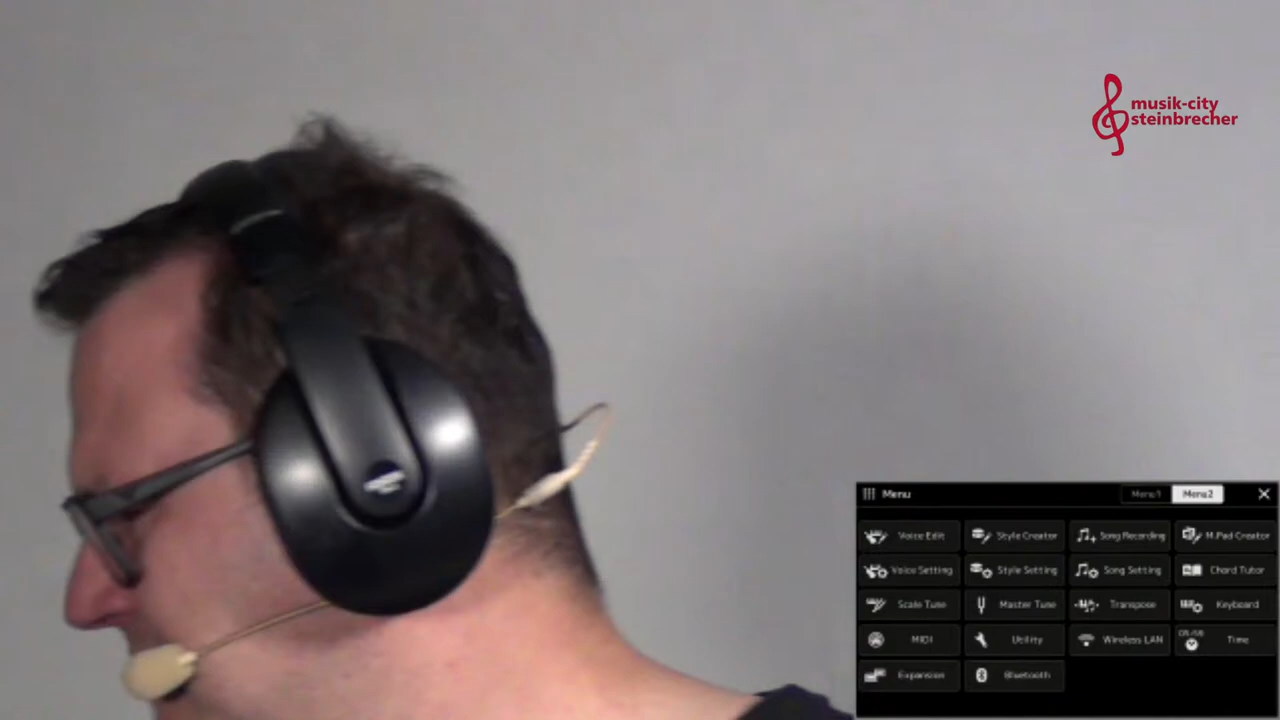 musik-city
steinbrecher
Menu Menu1 Menu2
Voice Edit Style Creator Song Recording M.Pad Creator
Voice Setting Style Setting Song Setting Chord Tutor
Scale Tune Master Tune Transpose Keyboard
MIDI Utility Wireless LAN Time
Expansion Bluetooth